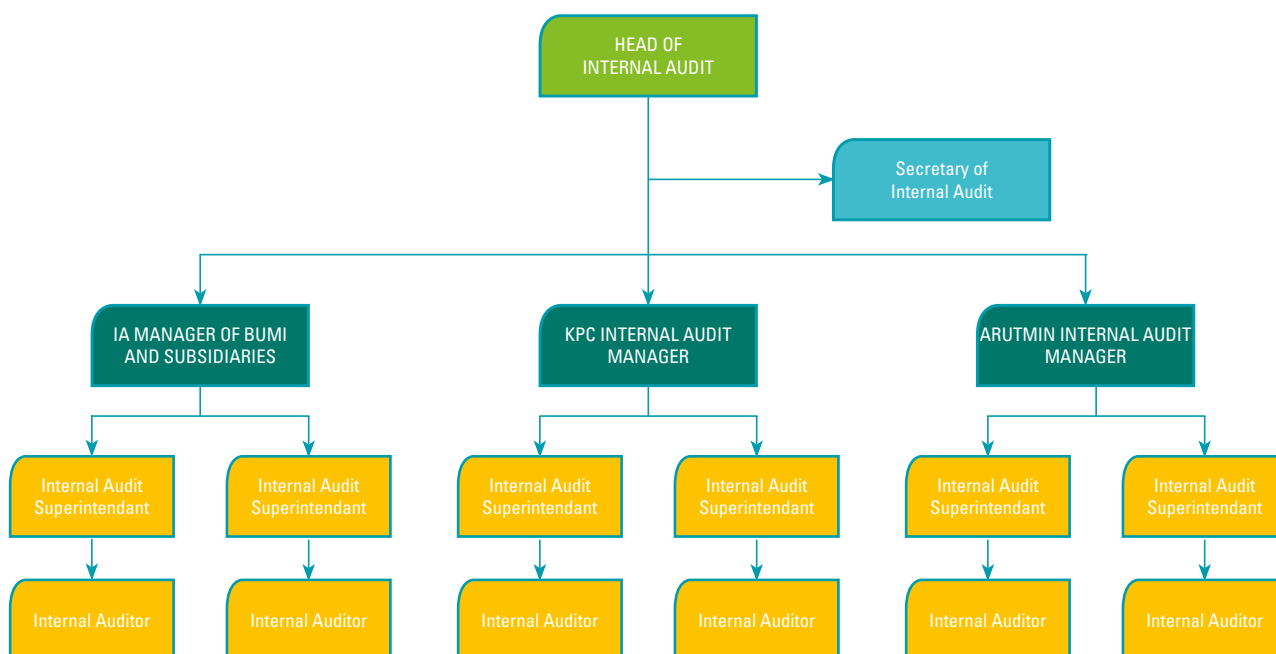 HEAD OF
INTERNAL AUDIT
Secretary of
Internal Audit
IA MANAGER OF BUMI
AND SUBSIDIARIES
KPC INTERNAL AUDIT
MANAGER
ARUTMIN INTERNAL AUDIT
MANAGER
Internal Audit
Superintendant
Internal Audit
Superintendant
Internal Audit
Superintendant
Internal Audit
Superintendant
Internal Audit
Superintendant
Internal Audit
Superintendant
Internal Auditor
Internal Auditor
Internal Auditor
Internal Auditor
Internal Auditor
Internal Auditor